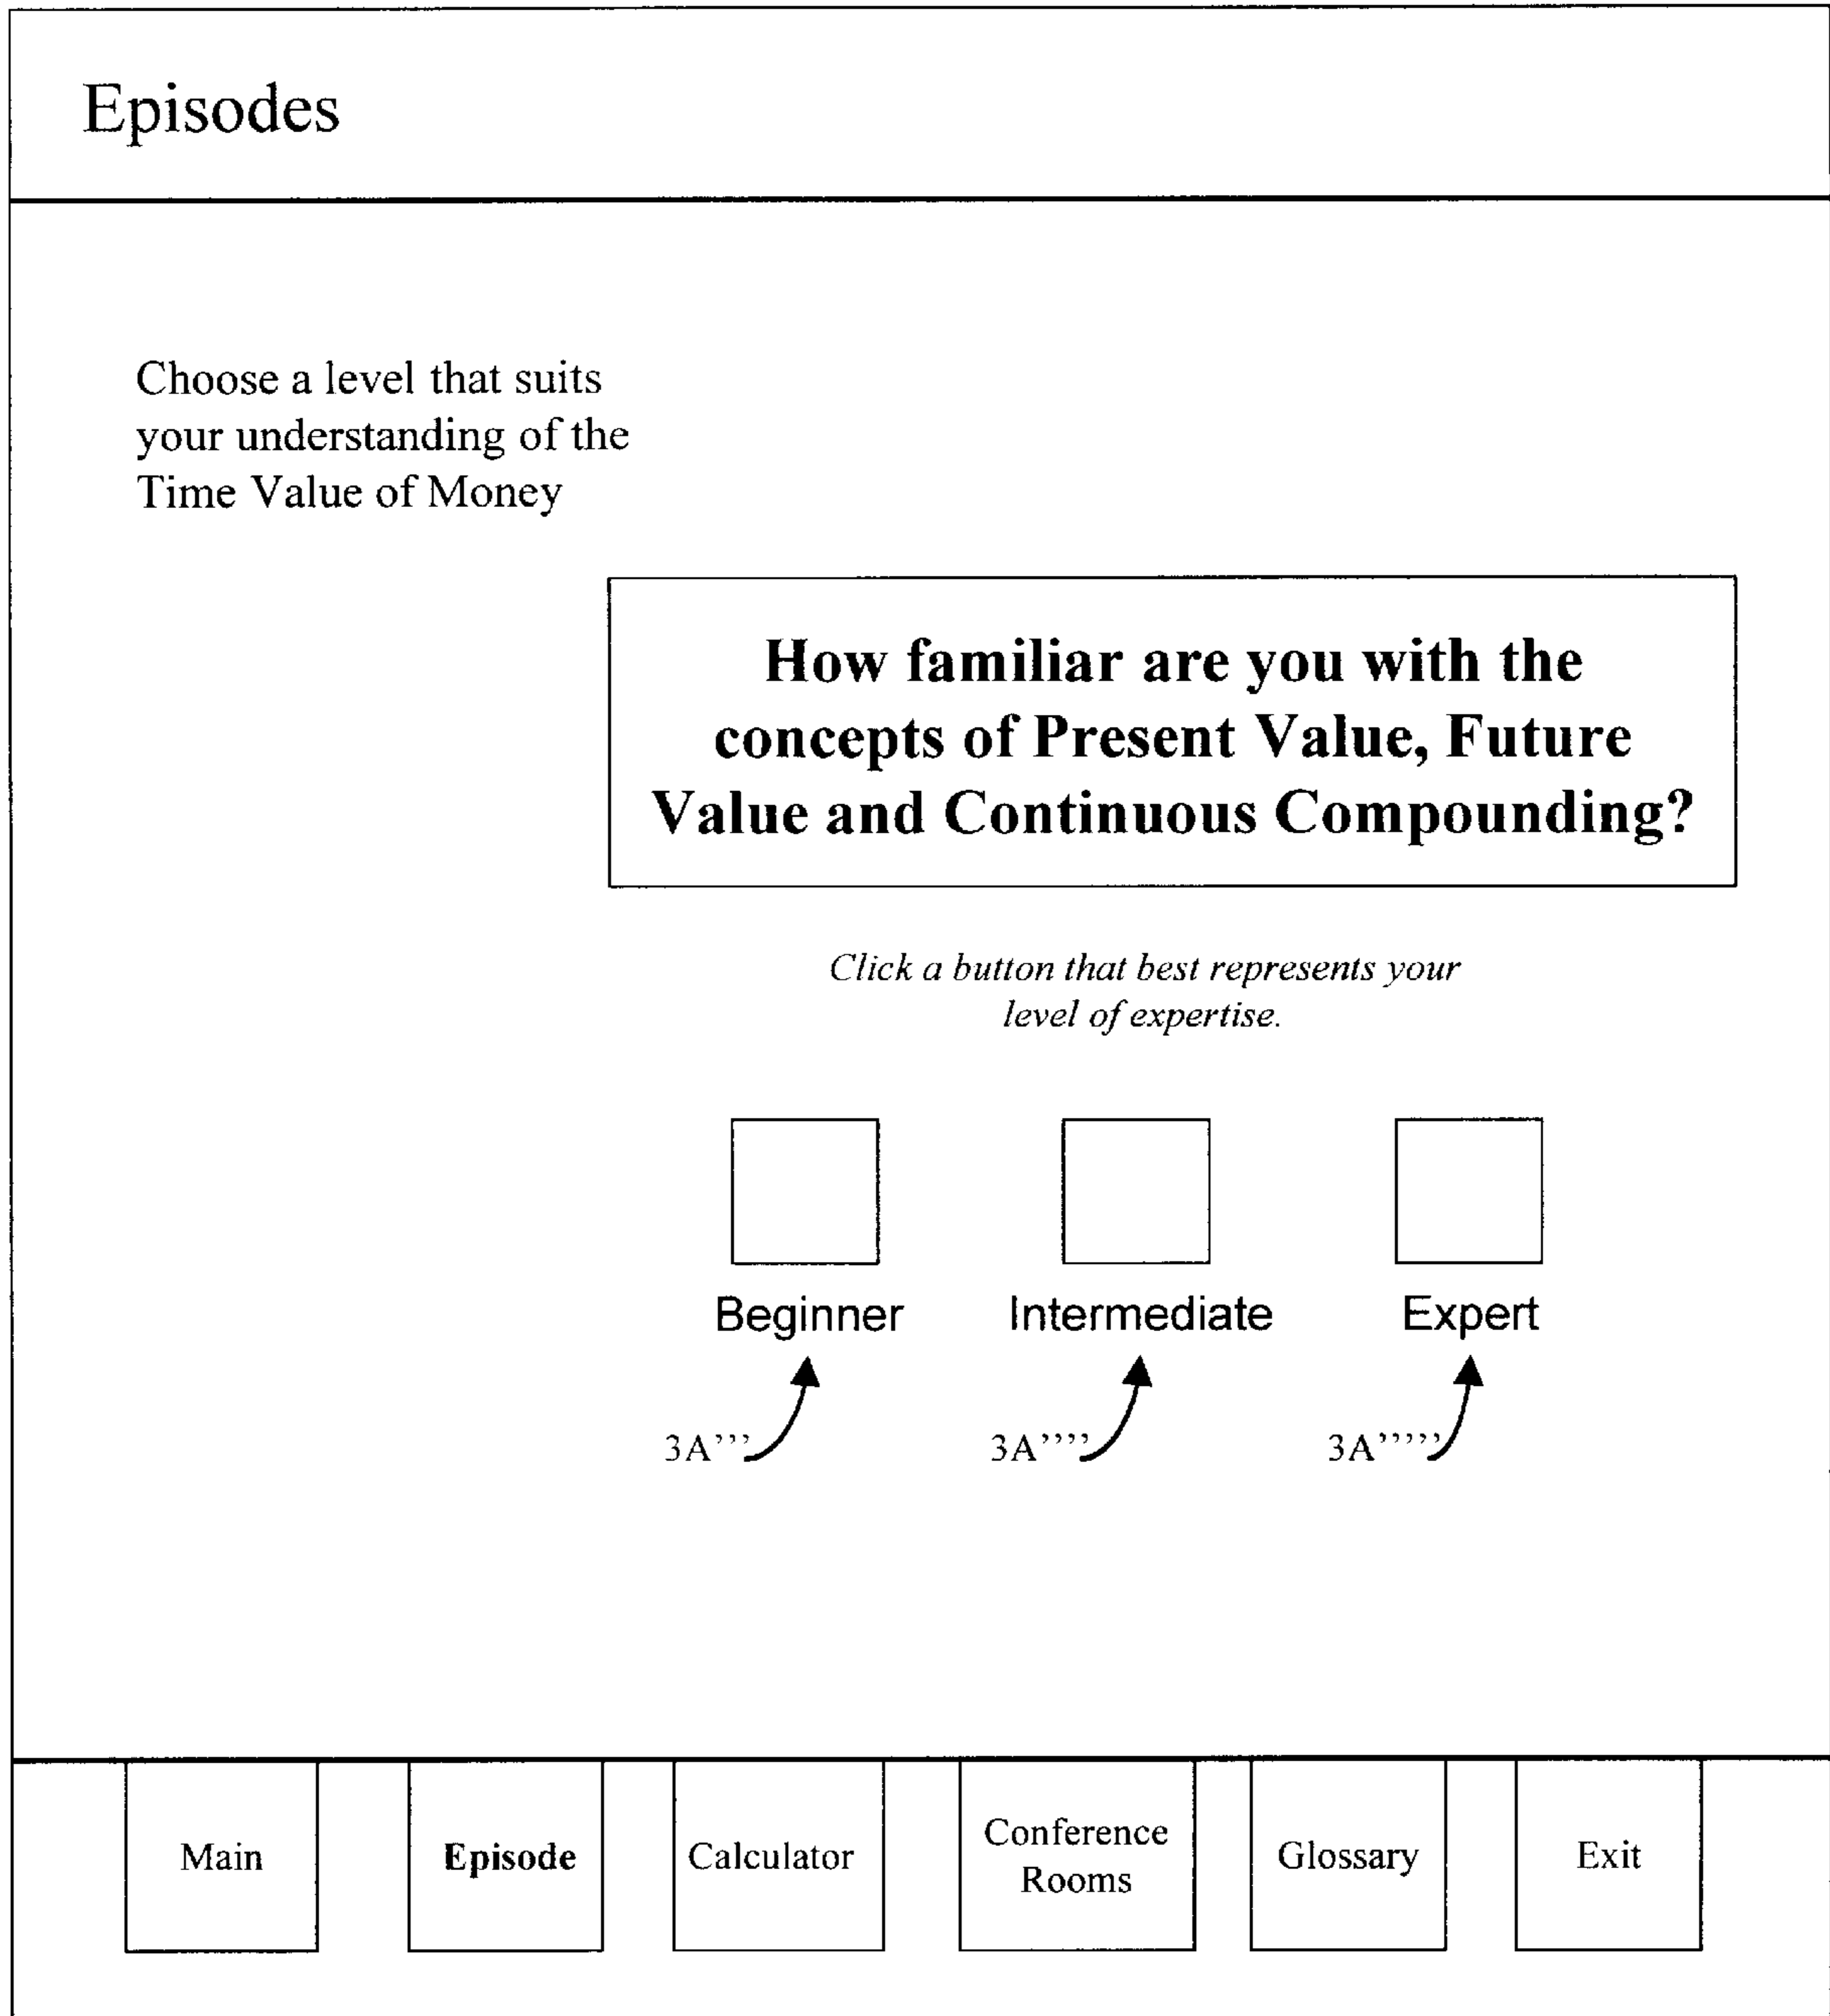 Episodes
Choose a level that suits
your understanding of the
Time Value of Money
How familiar are you with the
concepts of Present Value, Future
Value and Continuous Compounding?
Click a button that best represents your
level of expertise.
Beginner
Intermediate
Expert
3A’’’
3A’’’’
3A’’’’’
Main
Episode
Calculator
Conference
Rooms
Glossary
Exit